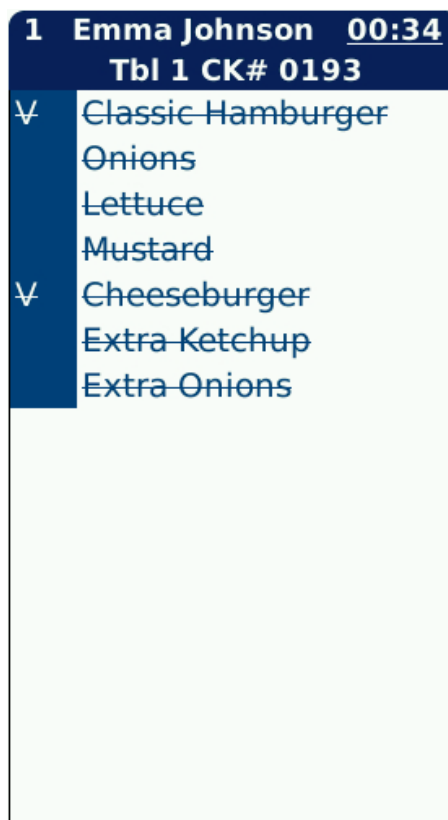 1 Emma Johnson 00:34
Tbl 1 CK# 0193
V Classic Hamburger
Onions
Lettuce
Mustard
V Cheeseburger
Extra Ketchup
Extra Onions